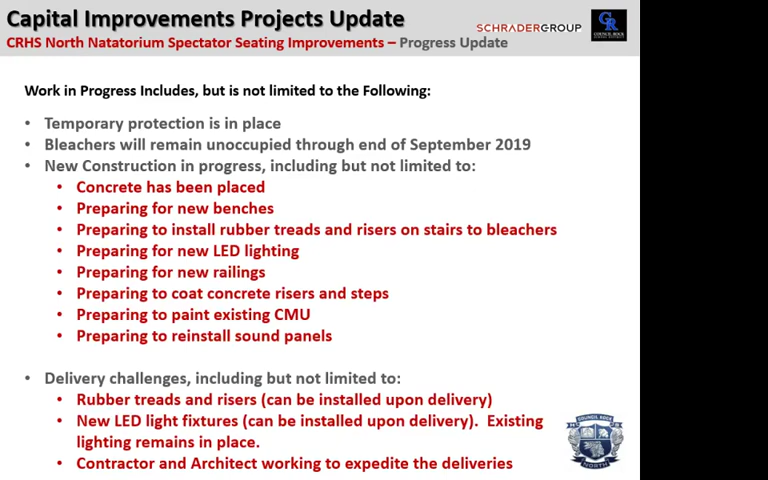 Capital Improvements Projects Update
CRHS North Natatorium Spectator Seating Improvements – Progress Update
SCHRADERGROUP
CR
COUNCIL ROCK
Work in Progress Includes, but is not limited to the Following:
• Temporary protection is in place
• Bleachers will remain unoccupied through end of September 2019
• New Construction in progress, including but not limited to:
• Concrete has been placed
• Preparing for new benches
• Preparing to install rubber treads and risers on stairs to bleachers
• Preparing for new LED lighting
• Preparing for new railings
• Preparing to coat concrete risers and steps
• Preparing to paint existing CMU
• Preparing to reinstall sound panels
• Delivery challenges, including but not limited to:
• Rubber treads and risers (can be installed upon delivery)
• New LED light fixtures (can be installed upon delivery).  Existing
lighting remains in place.
• Contractor and Architect working to expedite the deliveries
COUNCIL ROCK
NORTH